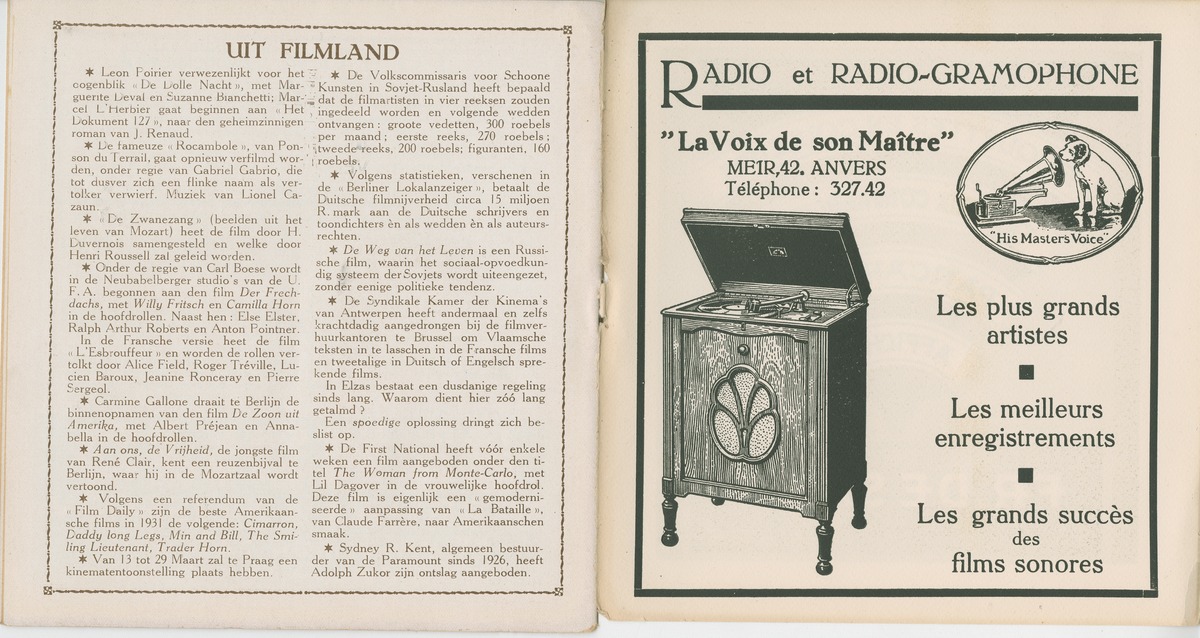 UIT FILMLAND
✶ Leon Foirier verwezenlijkt voor het
oogenblik « De Dolle Nacht », met Mar-
guerite Deval en Suzanne Bianchetti; Mar-
cel L'Herbier gaat beginnen aan « Het
Dokument 127 », naar den geheimzinnigen
roman van J. Renaud.
✶ De fameuze « Rocambole », van Pon-
son du Terrail, gaat opnieuw verfilmd wor-
den, onder regie van Gabriel Gabrio, die
tot dusver zich een flinke naam als ver-
tolker verwierf. Muziek van Lionel Ca-
zaun.
✶ « De Zwanezang » (beelden uit het
leven van Mozart) heet de film door H.
Duvernois samengesteld en welke door
Henri Roussell zal geleid worden.
✶ Onder de regie van Carl Boese wordt
in de Neubabelberger studio's van de U.
F. A. begonnen aan den film Der Frech-
dachs, met Willy Fritsch en Camilla Horn
in de hoofdrollen. Naast hen : Else Elster,
Ralph Arthur Roberts en Anton Pointner.
In de Fransche versie heet de film
« L'Esbrouffeur » en worden de rollen ver-
tolkt door Alice Field, Roger Tréville, Lu-
cien Baroux, Jeanine Ronceray en Pierre
Sergeol.
✶ Carmine Gallone draait te Berlijn de
binnenopnamen van den film De Zoon uit
Amerika, met Albert Préjean en Anna-
bella in de hoofdrollen.
✶ Aan ons, de Vrijheid, de jongste film
van René Clair, kent een reuzenbijval te
Berlijn, waar hij in de Mozartzaal wordt
vertoond.
✶ Volgens een referendum van de
« Film Daily » zijn de beste Amerikaan-
sche films in 1931 de volgende: Cimarron,
Daddy long Legs, Min and Bill, The Smi-
ling Lieutenant, Trader Horn.
✶ Van 13 tot 29 Maart zal te Praag een
kinematentoonstelling plaats hebben.
✶ De Volkscommissaris voor Schoone
Kunsten in Sovjet-Rusland heeft bepaald
dat de filmartisten in vier reeksen zouden
ingedeeld worden en volgende wedden
ontvangen : groote vedetten, 300 roebels
per maand ; eerste reeks, 270 roebels ;
tweede reeks, 200 roebels; figuranten, 160
roebels.
✶ Volgens statistieken, verschenen in
de « Berliner Lokalanzeiger », betaalt de
Duitsche filmnijverheid circa 15 miljoen
R. mark aan de Duitsche schrijvers en
toondichters èn als wedden èn als auteurs-
rechten.
✶ De Weg van het Leven is een Russi-
sche film, waarin het sociaal-opvoedkun-
dig systeem der Sovjets wordt uiteengezet,
zonder eenige politieke tendenz.
✶ De Syndikale Kamer der Kinema's
van Antwerpen heeft andermaal en zelfs
krachtdadig aangedrongen bij de filmver-
huurkantoren te Brussel om Vlaamsche
teksten in te lasschen in de Fransche films
en tweetalige in Duitsch of Engelsch spre-
kende films.
In Elzas bestaat een dusdanige regeling
sinds lang. Waarom dient hier zóó lang
getalmd ?
Een spoedige oplossing dringt zich be-
slist op.
✶ De First National heeft vóór enkele
weken een film aangeboden onder den ti-
tel The Woman from Monte-Carlo, met
Lil Dagover in de vrouwelijke hoofdrol.
Deze film is eigenlijk een « gemoderni-
seerde » aanpassing van « La Bataille »,
van Claude Farrère, naar Amerikaanschen
smaak.
✶ Sydney R. Kent, algemeen bestuur-
der van de Paramount sinds 1926, heeft
Adolph Zukor zijn ontslag aangeboden.
RADIO et RADIO-GRAMOPHONE
"La Voix de son Maître"
MEIR, 42. ANVERS
Téléphone : 327.42
"His Master's Voice"
Les plus grands
artistes
Les meilleurs
enregistrements
Les grands succès
des
films sonores